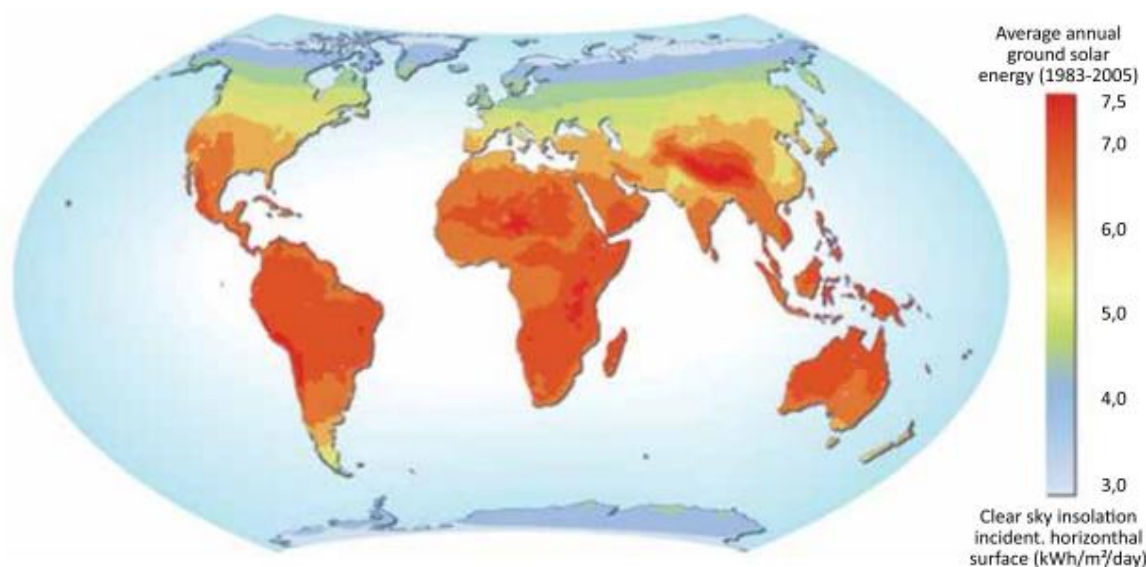 Average annual
ground solar
energy (1983-2005)
7,5
7,0
6,0
5,0
4,0
3,0
Clear sky insolation
incident. horizonthal
surface (kWh/m²/day)